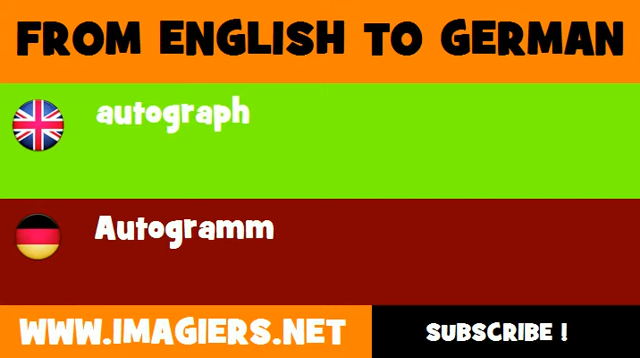 FROM ENGLISH TO GERMAN
autograph
Autogramm
WWW.IMAGIERS.NET
SUBSCRIBE !